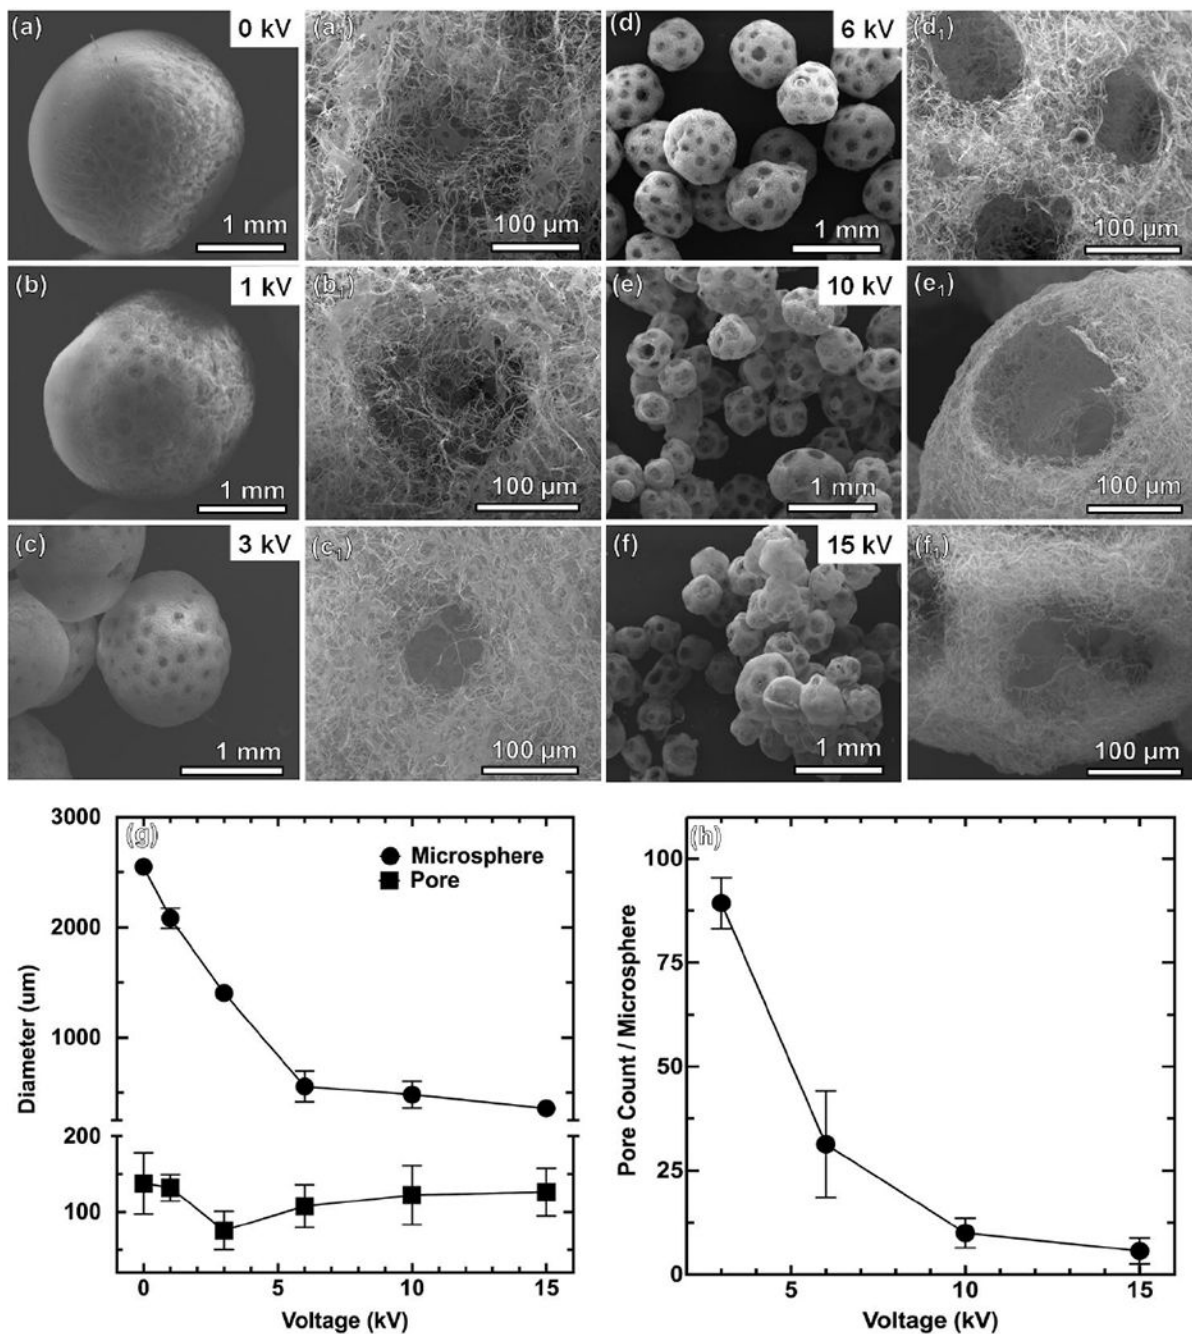 (a) 0 kV
1 mm
(a₁)
100 µm
(d) 6 kV
1 mm
(d₁)
100 µm
(b) 1 kV
1 mm
(b₁)
100 µm
(e) 10 kV
1 mm
(e₁)
100 µm
(c) 3 kV
1 mm
(c₁)
100 µm
(f) 15 kV
1 mm
(f₁)
100 µm
(g)
Microsphere
Pore
3000
2000
1000
200
100
Diameter (um)
0 5 10 15
Voltage (kV)
(h)
100
75
50
25
0
Pore Count / Microsphere
5 10 15
Voltage (kV)